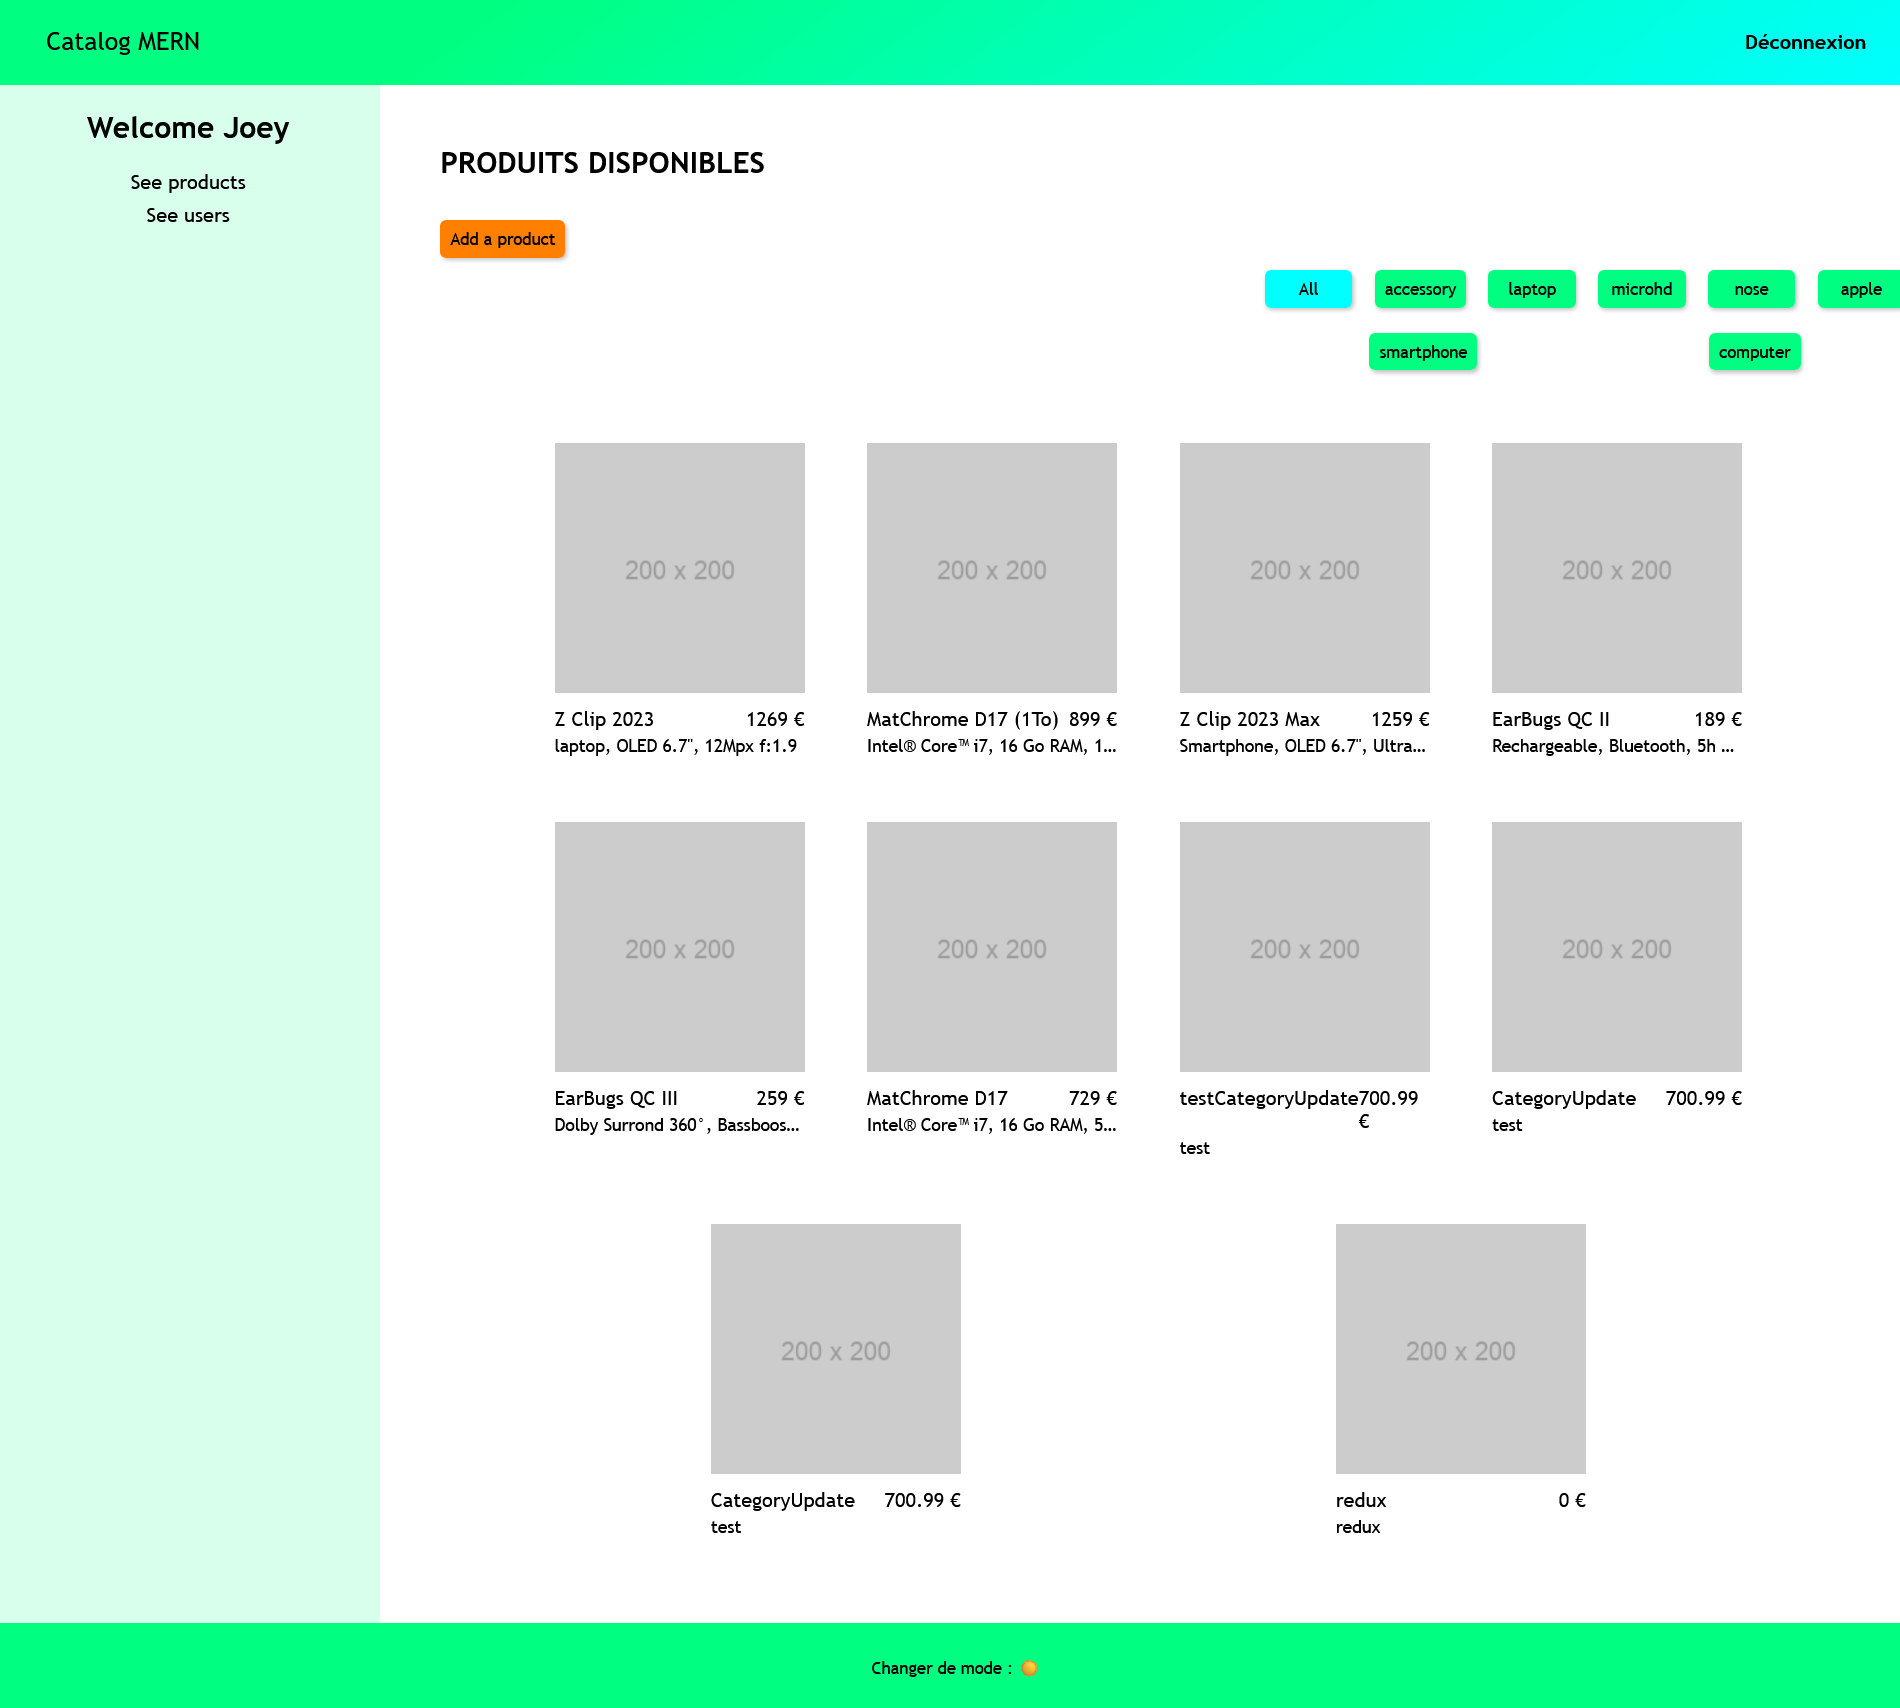 Catalog MERN
Déconnexion
Welcome Joey
See products
See users
PRODUITS DISPONIBLES
Add a product
All
accessory
laptop
microhd
nose
apple
smartphone
computer
200 x 200
200 x 200
200 x 200
200 x 200
Z Clip 2023 1269 €
laptop, OLED 6.7", 12Mpx f:1.9
MatChrome D17 (1To) 899 €
Intel® Core™ i7, 16 Go RAM, 1...
Z Clip 2023 Max 1259 €
Smartphone, OLED 6.7", Ultra...
EarBugs QC II 189 €
Rechargeable, Bluetooth, 5h ...
200 x 200
200 x 200
200 x 200
200 x 200
EarBugs QC III 259 €
Dolby Surrond 360°, Bassboos...
MatChrome D17 729 €
Intel® Core™ i7, 16 Go RAM, 5...
testCategoryUpdate 700.99
€
test
CategoryUpdate 700.99 €
test
200 x 200
200 x 200
CategoryUpdate 700.99 €
test
redux 0 €
redux
Changer de mode :